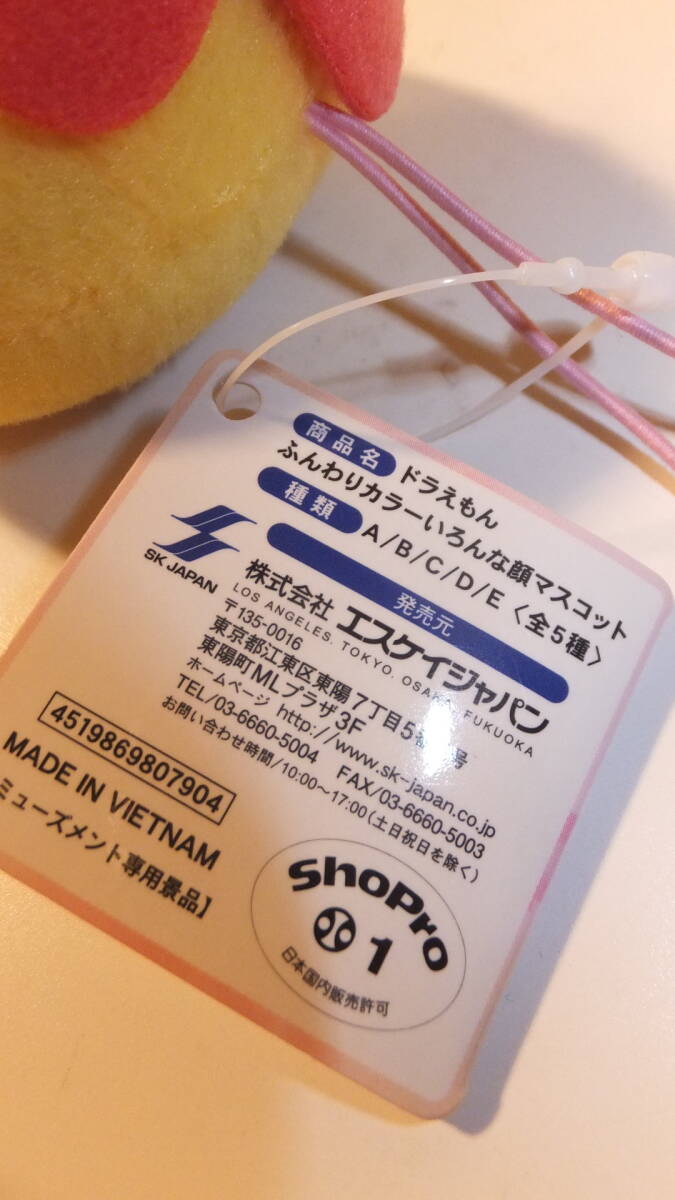 商品名 ドラえもん
ふんわりカラーいろんな顔マスコット
種類 A/B/C/D/E〈全5種〉
発売元
SK JAPAN
株式会社 エスケイジャパン
LOS ANGELES. TOKYO. OSAKA. FUKUOKA
〒135-0016
東京都江東区東陽7丁目5番 号
東陽町MLプラザ3F
ホームページ http://www.sk-japan.co.jp
TEL/03-6660-5004 FAX/03-6660-5003
お問い合わせ時間/10:00～17:00(土日祝日を除く)
4519869807904
MADE IN VIETNAM
ミューズメント専用景品】
ShoPro
1
日本国内販売許可